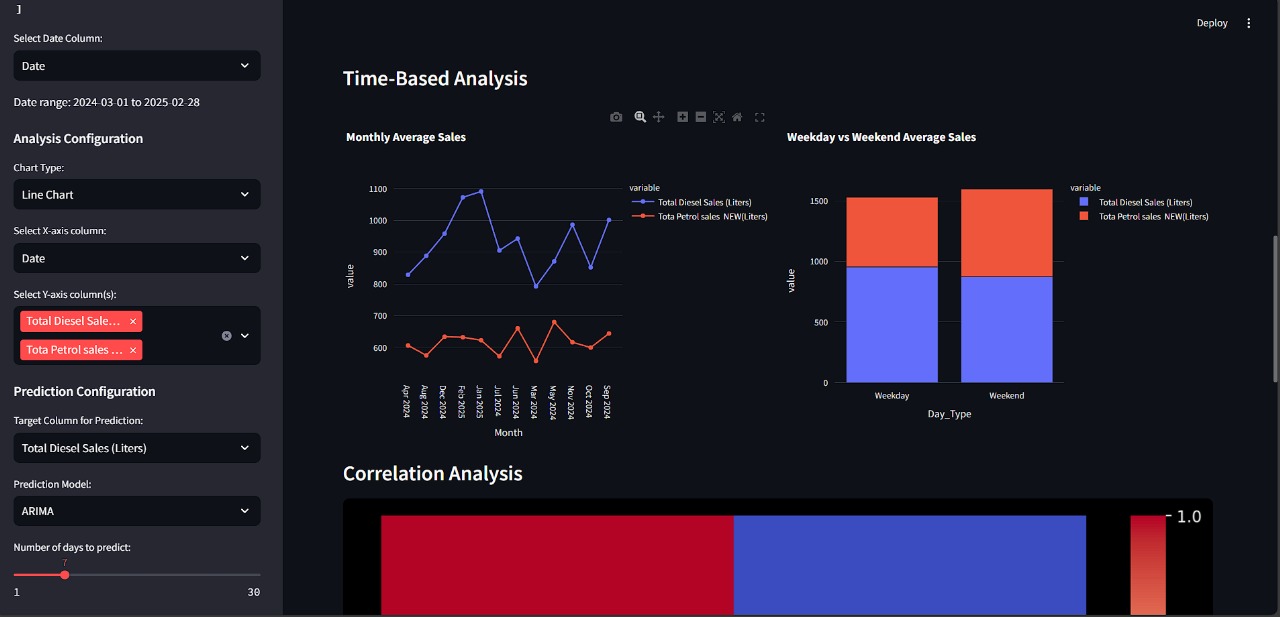 ]
Select Date Column:
Date
Date range: 2024-03-01 to 2025-02-28
Analysis Configuration
Chart Type:
Line Chart
Select X-axis column:
Date
Select Y-axis column(s):
Total Diesel Sale... ×
Tota Petrol sales ... ×
Prediction Configuration
Target Column for Prediction:
Total Diesel Sales (Liters)
Prediction Model:
ARIMA
Number of days to predict:
7
1 30
Deploy
Time-Based Analysis
Monthly Average Sales
variable
Total Diesel Sales (Liters)
Tota Petrol sales NEW(Liters)
1100
1000
900
800
700
600
value
Apr 2024
Aug 2024
Dec 2024
Feb 2025
Jan 2025
Jul 2024
Jun 2024
Mar 2024
May 2024
Nov 2024
Oct 2024
Sep 2024
Month
Weekday vs Weekend Average Sales
variable
Total Diesel Sales (Liters)
Tota Petrol sales NEW(Liters)
1500
1000
500
0
value
Weekday Weekend
Day_Type
Correlation Analysis
1.0